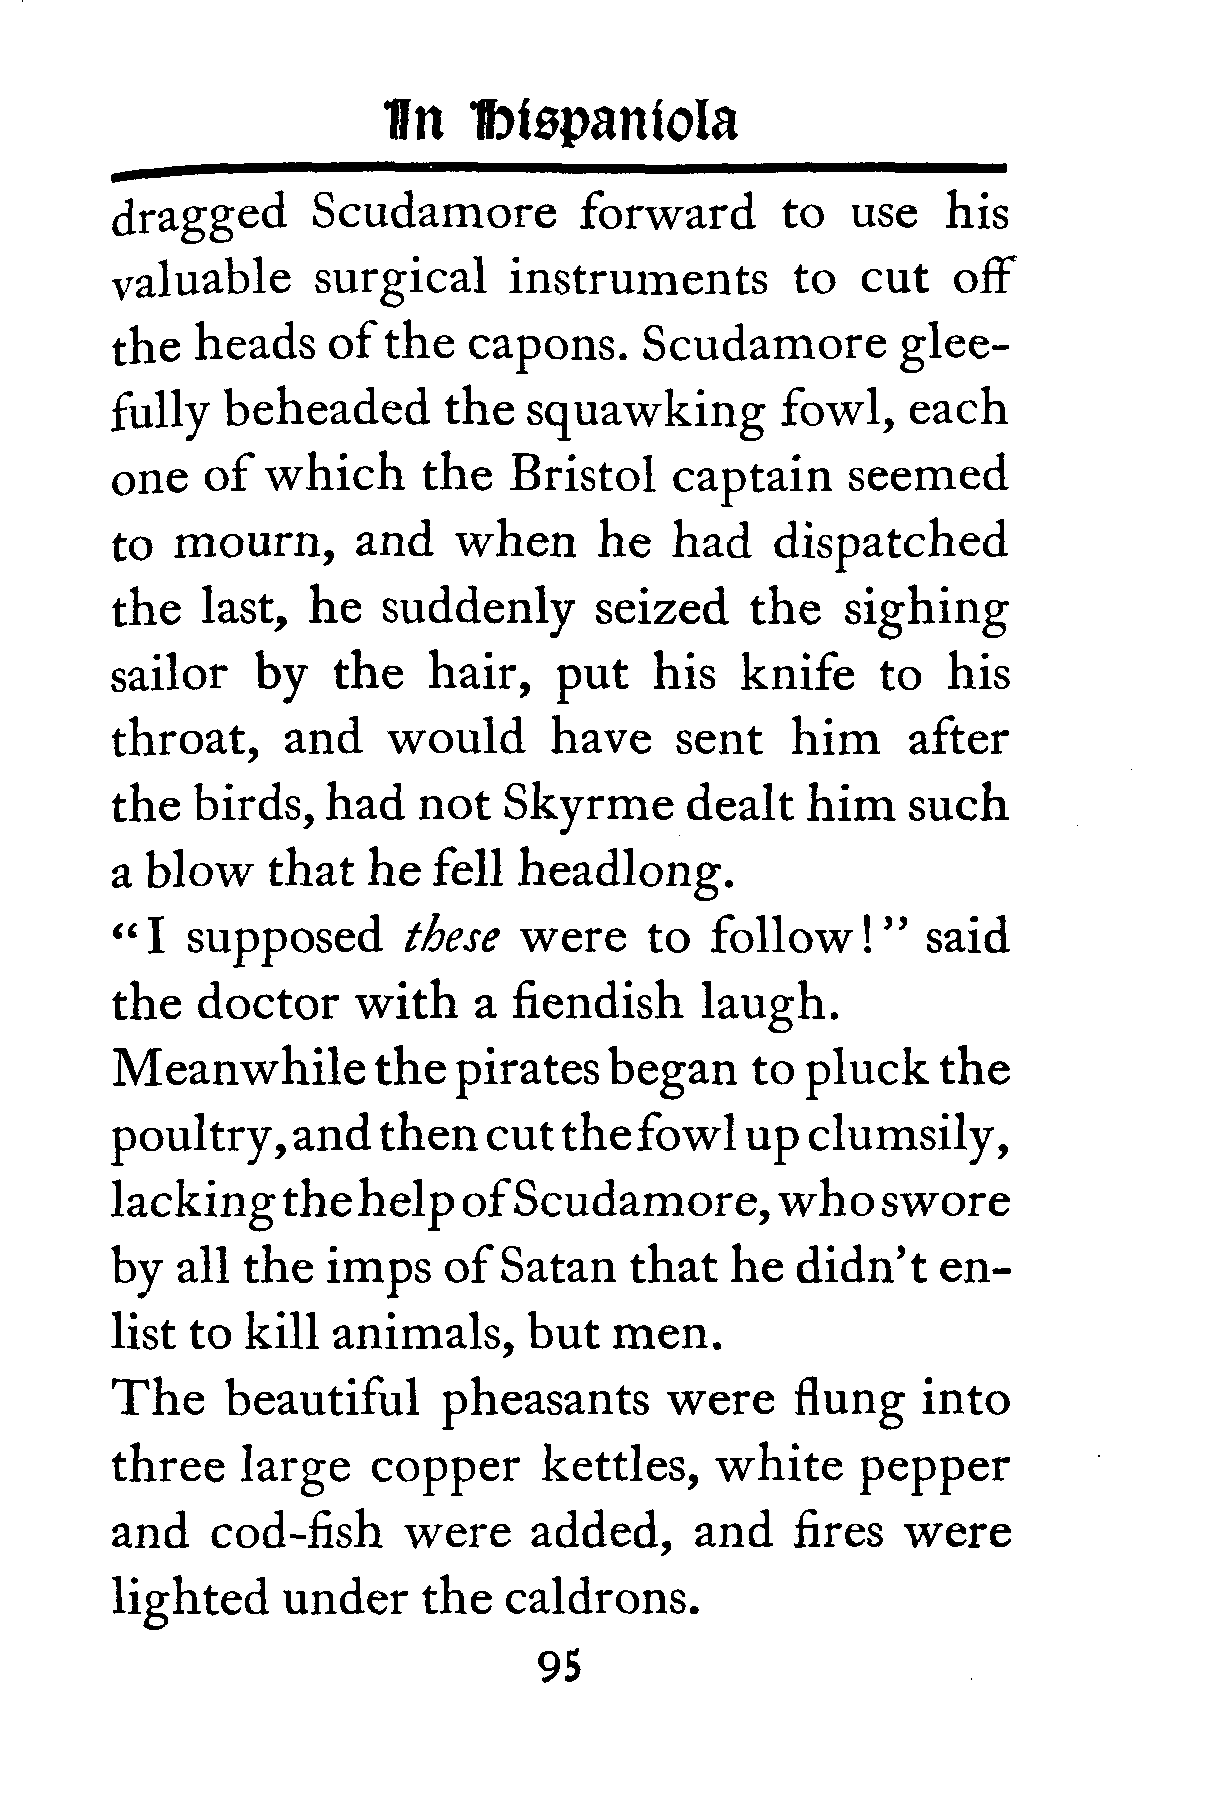 In Hispaniola
dragged Scudamore forward to use his
valuable surgical instruments to cut off
the heads of the capons. Scudamore glee-
fully beheaded the squawking fowl, each
one of which the Bristol captain seemed
to mourn, and when he had dispatched
the last, he suddenly seized the sighing
sailor by the hair, put his knife to his
throat, and would have sent him after
the birds, had not Skyrme dealt him such
a blow that he fell headlong.
“I supposed these were to follow!” said
the doctor with a fiendish laugh.
Meanwhile the pirates began to pluck the
poultry, and then cut the fowl up clumsily,
lacking the help of Scudamore, who swore
by all the imps of Satan that he didn’t en-
list to kill animals, but men.
The beautiful pheasants were flung into
three large copper kettles, white pepper
and cod-fish were added, and fires were
lighted under the caldrons.
95